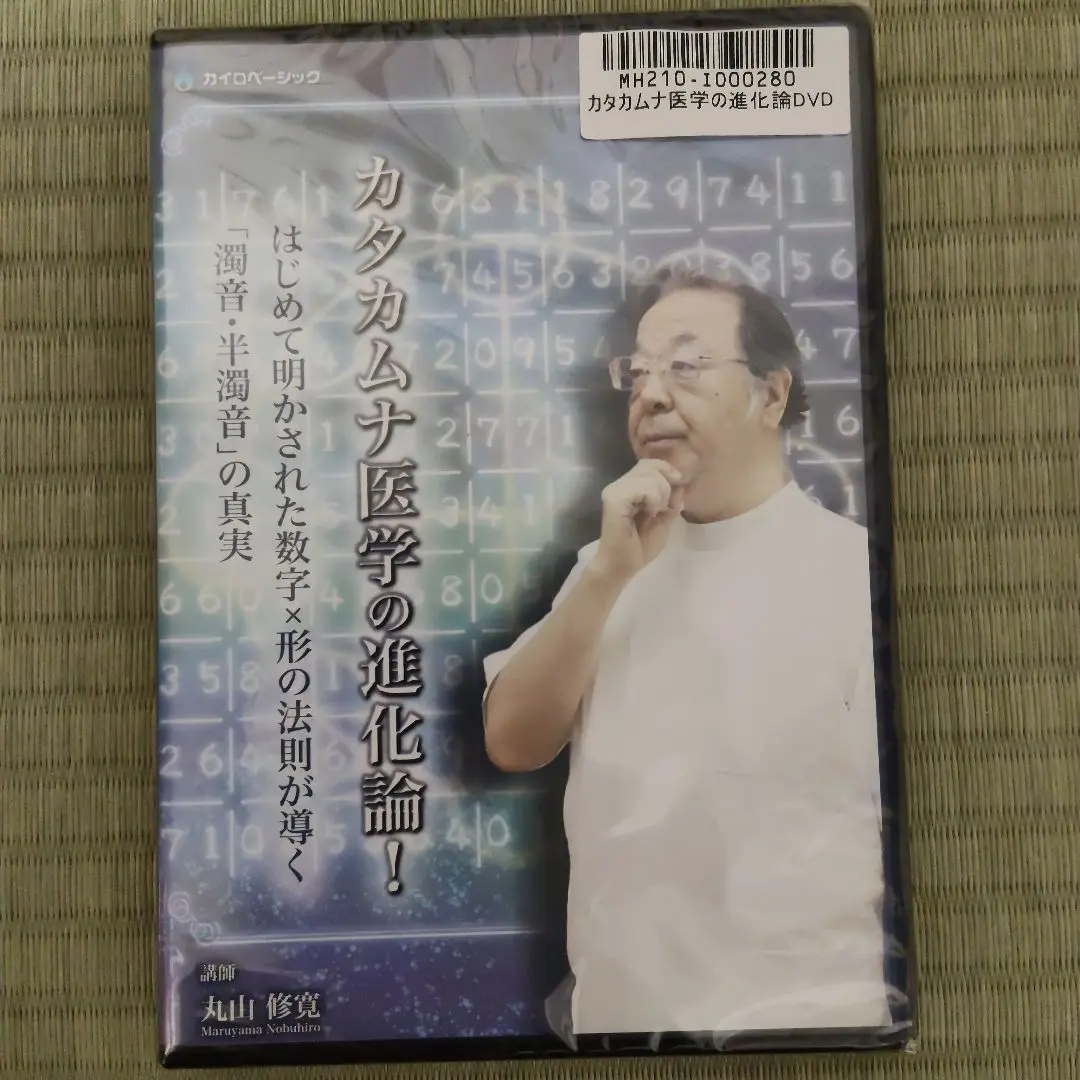 カイロベーシック
MH210-I000280
カタカムナ医学の進化論DVD
カタカムナ医学の進化論!
はじめて明かされた数字×形の法則が導く
「濁音・半濁音」の真実
講師
丸山 修寛
Maruyama Nobuhiro